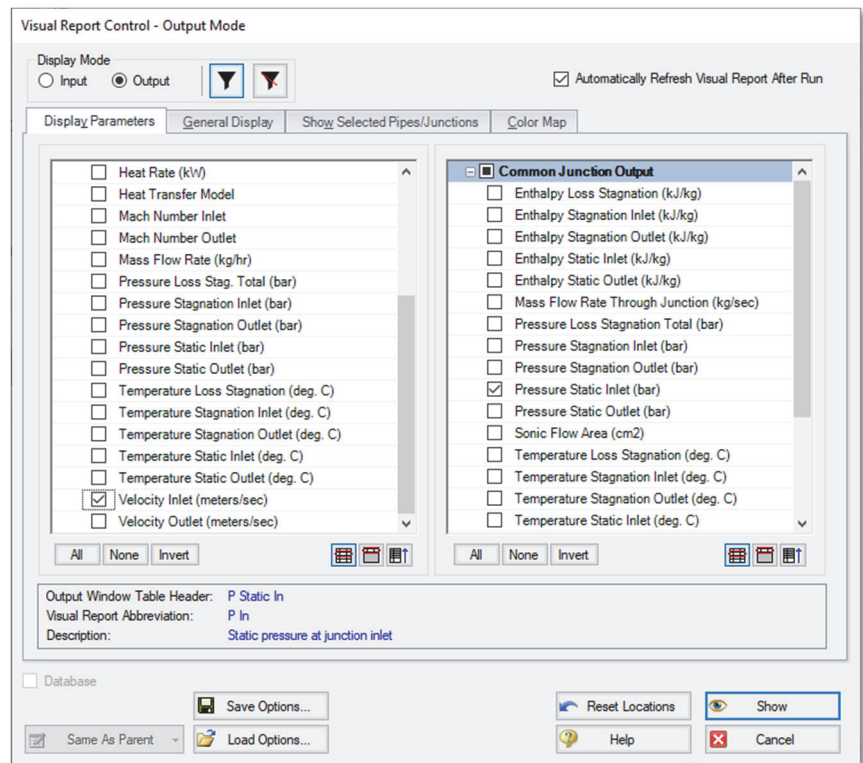 Visual Report Control - Output Mode
Display Mode
Input Output
Automatically Refresh Visual Report After Run
Display Parameters General Display Show Selected Pipes/Junctions Color Map
Heat Rate (kW)
Heat Transfer Model
Mach Number Inlet
Mach Number Outlet
Mass Flow Rate (kg/hr)
Pressure Loss Stag. Total (bar)
Pressure Stagnation Inlet (bar)
Pressure Stagnation Outlet (bar)
Pressure Static Inlet (bar)
Pressure Static Outlet (bar)
Temperature Loss Stagnation (deg. C)
Temperature Stagnation Inlet (deg. C)
Temperature Stagnation Outlet (deg. C)
Temperature Static Inlet (deg. C)
Temperature Static Outlet (deg. C)
Velocity Inlet (meters/sec)
Velocity Outlet (meters/sec)
All None Invert
Common Junction Output
Enthalpy Loss Stagnation (kJ/kg)
Enthalpy Stagnation Inlet (kJ/kg)
Enthalpy Stagnation Outlet (kJ/kg)
Enthalpy Static Inlet (kJ/kg)
Enthalpy Static Outlet (kJ/kg)
Mass Flow Rate Through Junction (kg/sec)
Pressure Loss Stagnation Total (bar)
Pressure Stagnation Inlet (bar)
Pressure Stagnation Outlet (bar)
Pressure Static Inlet (bar)
Pressure Static Outlet (bar)
Sonic Flow Area (cm2)
Temperature Loss Stagnation (deg. C)
Temperature Stagnation Inlet (deg. C)
Temperature Stagnation Outlet (deg. C)
Temperature Static Inlet (deg. C)
All None Invert
Output Window Table Header: P Static In
Visual Report Abbreviation: P In
Description: Static pressure at junction inlet
Database
Save Options... Reset Locations Show
Same As Parent Load Options... Help Cancel